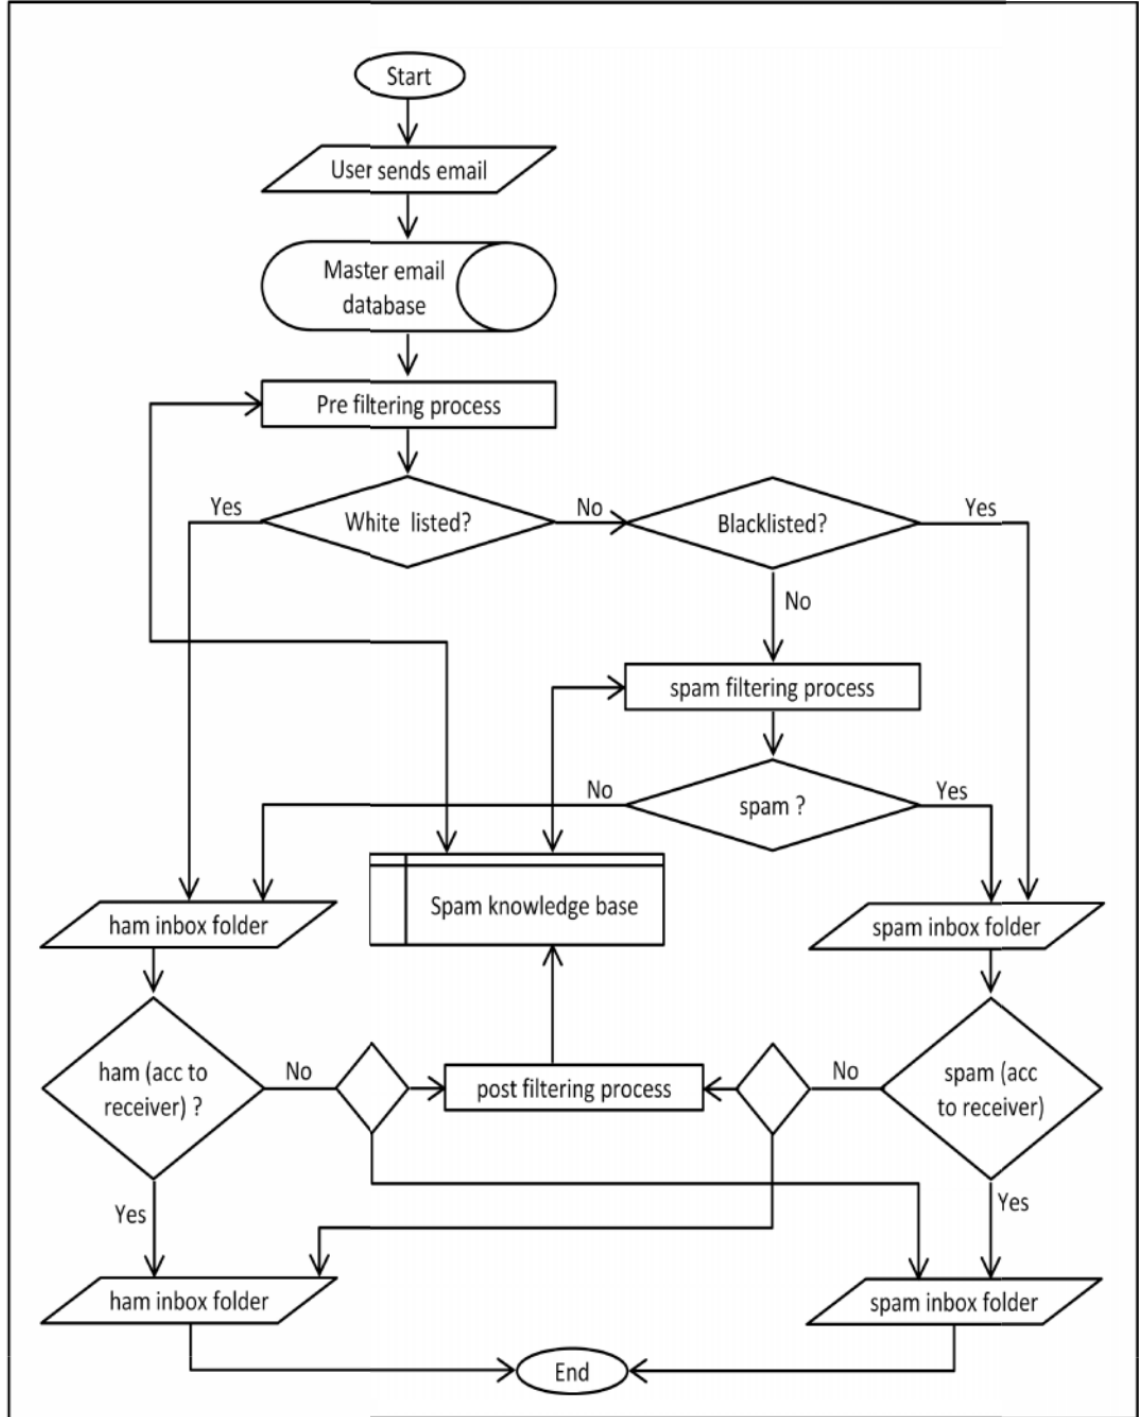 Start
User sends email
Master email
database
Pre filtering process
Yes
White listed?
No
Blacklisted?
Yes
No
spam filtering process
No
spam ?
Yes
Spam knowledge base
ham inbox folder
spam inbox folder
ham (acc to
receiver) ?
No
post filtering process
No
spam (acc
to receiver)
Yes
Yes
ham inbox folder
spam inbox folder
End